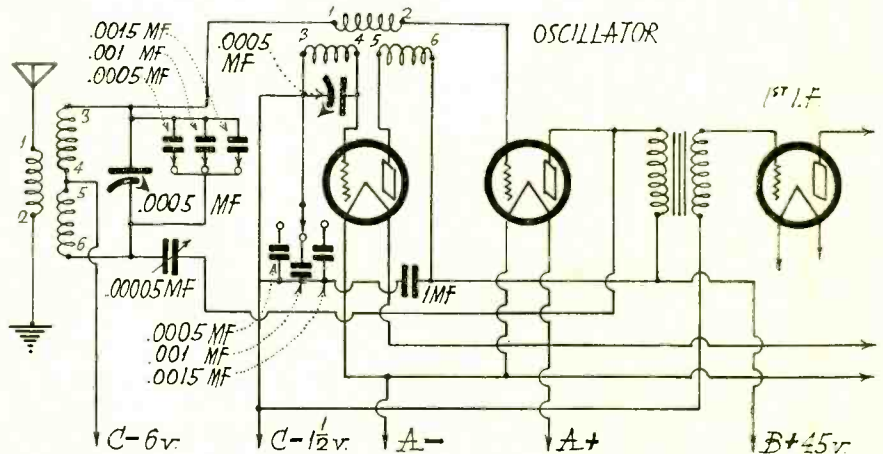 .0015 MF
.001 MF
.0005 MF
.0005
MF
1 2
3 4 5 6
OSCILLATOR
1ST I.F
3
1
4
5
2
6
.0005 MF
.00005 MF
1MF
.0005 MF
.001 MF
.0015 MF
C-6v.
C-1½v.
A-
A+
B+45v.